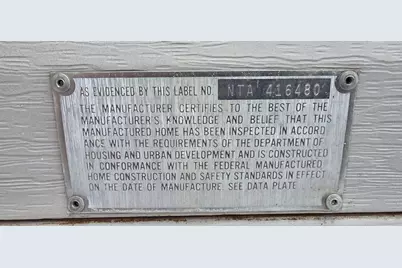 AS EVIDENCED BY THIS LABEL NO. NTA 416480
THE MANUFACTURER CERTIFIES TO THE BEST OF THE
MANUFACTURER'S KNOWLEDGE AND BELIEF THAT THIS
MANUFACTURED HOME HAS BEEN INSPECTED IN ACCORD
ANCE WITH THE REQUIREMENTS OF THE DEPARTMENT OF
HOUSING AND URBAN DEVELOPMENT AND IS CONSTRUCTED
IN CONFORMANCE WITH THE FEDERAL MANUFACTURED
HOME CONSTRUCTION AND SAFETY STANDARDS IN EFFECT
ON THE DATE OF MANUFACTURE. SEE DATA PLATE